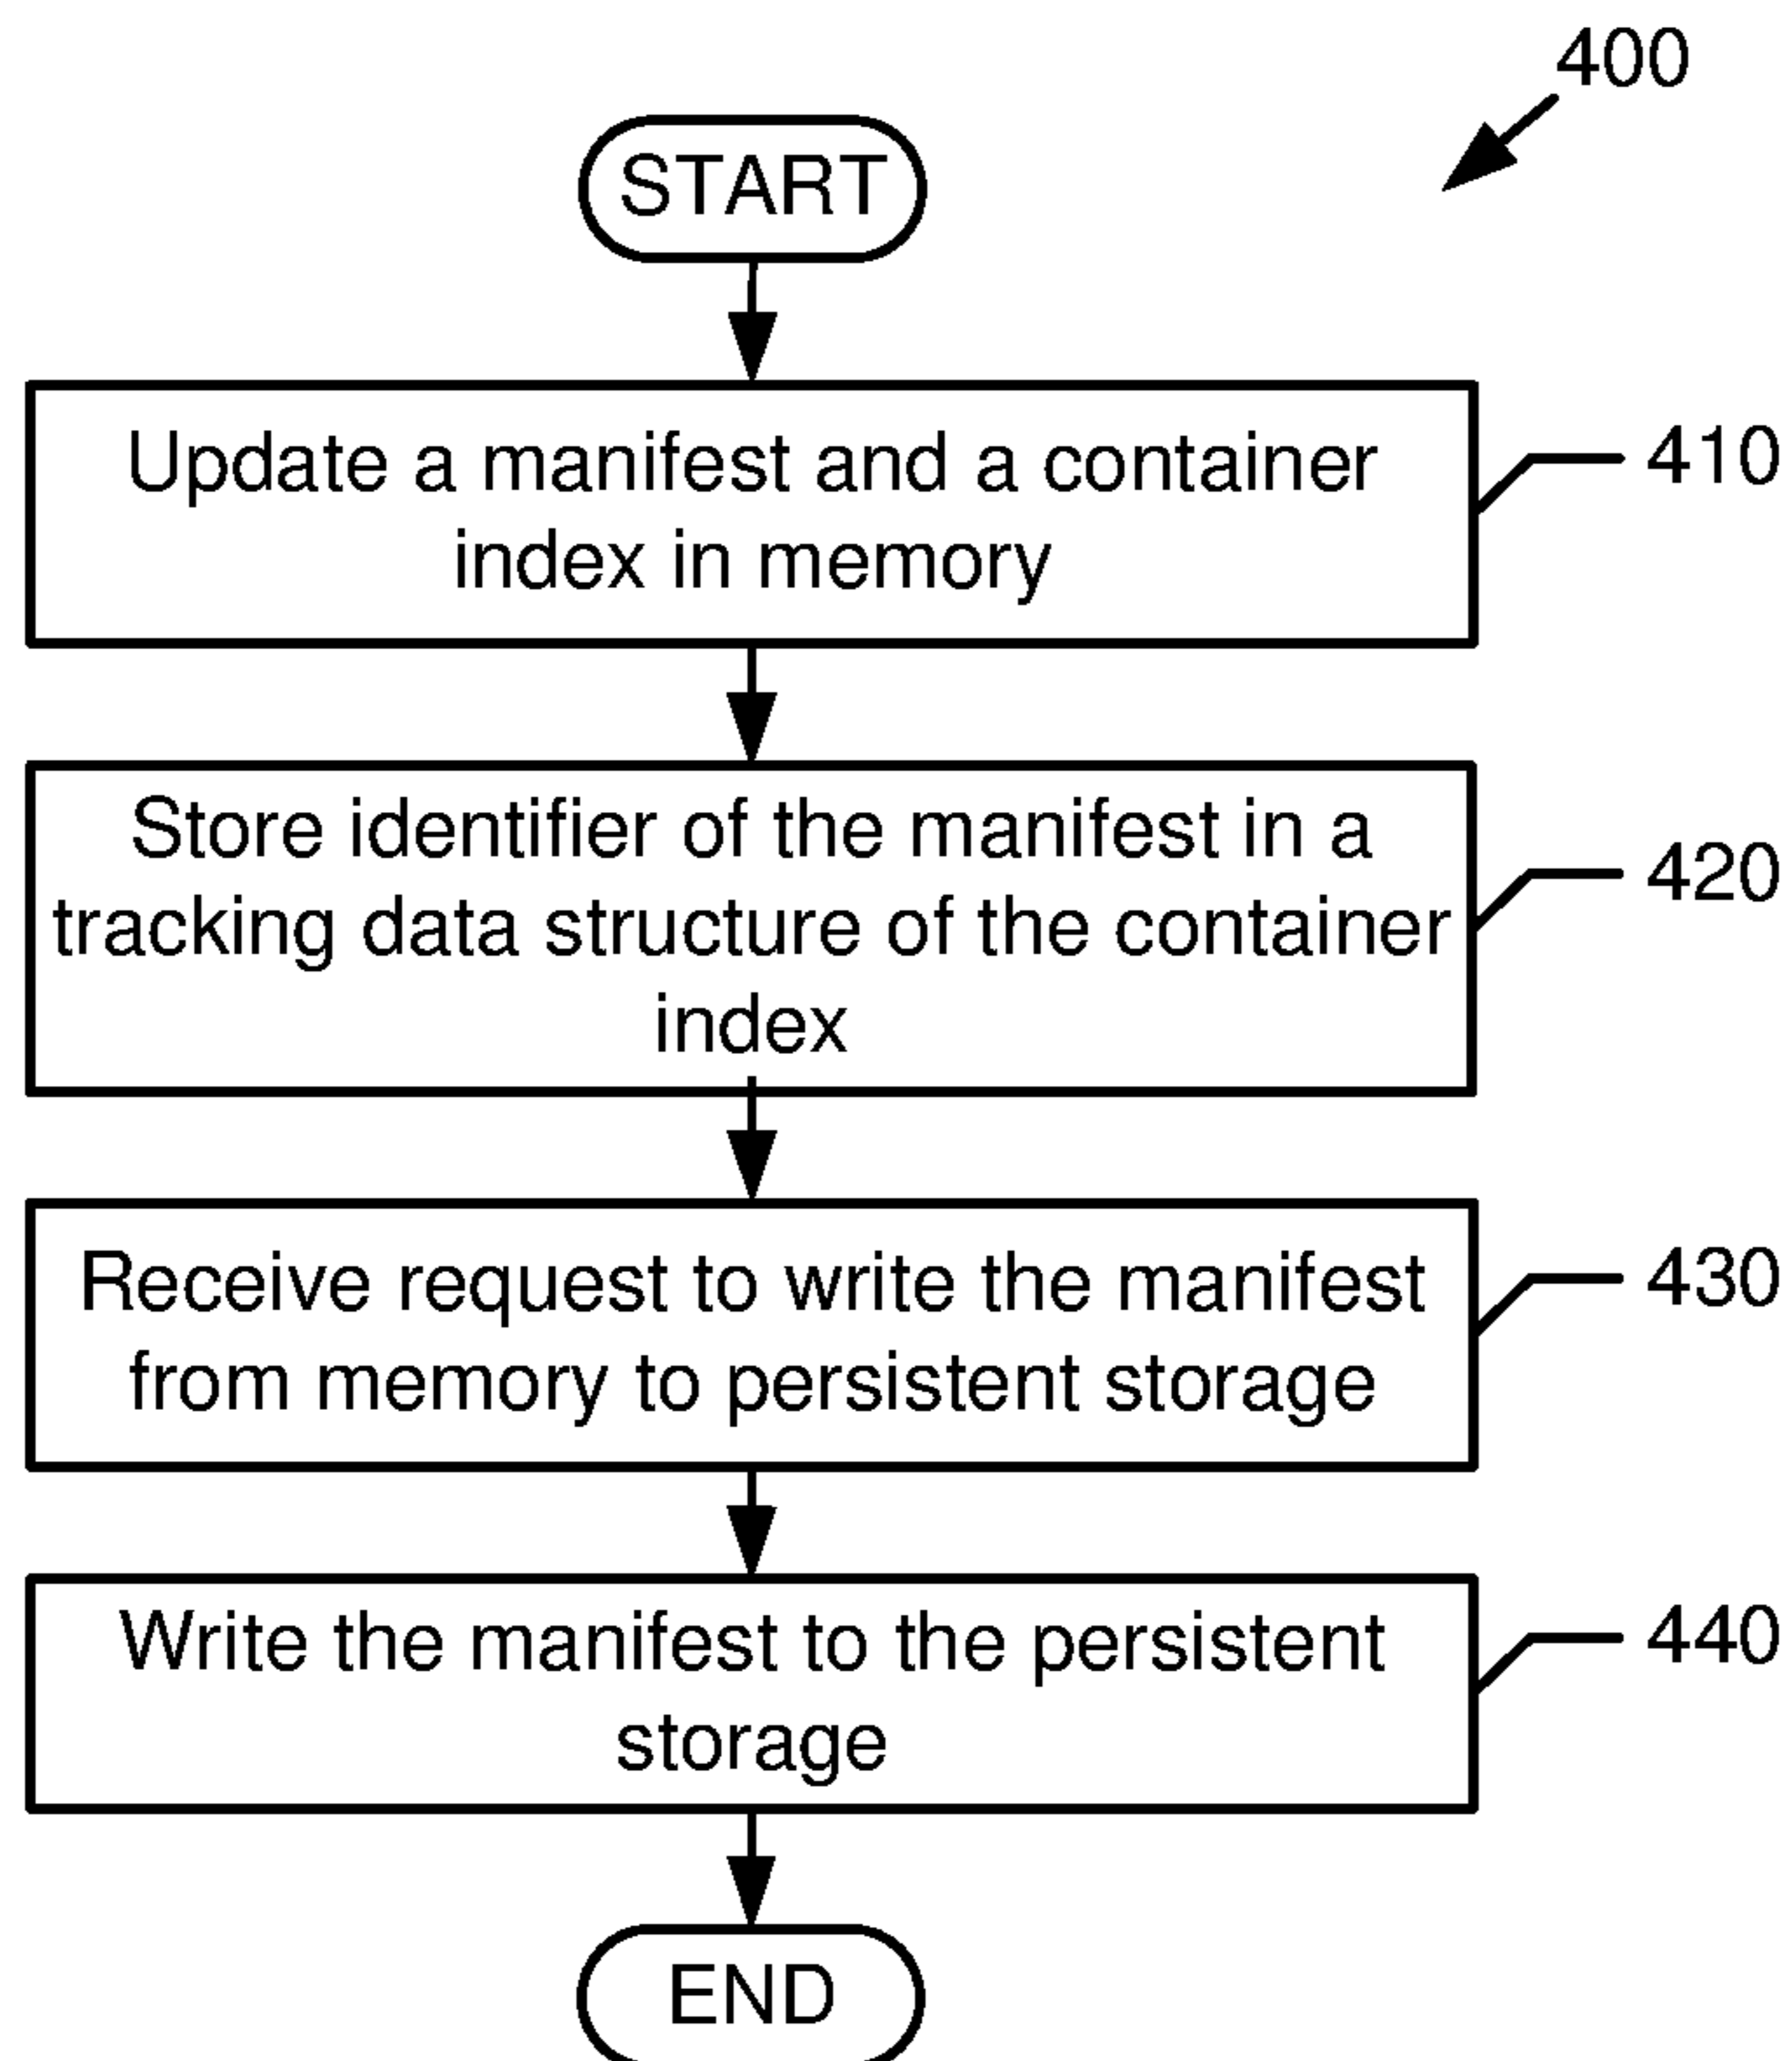 400
START
Update a manifest and a container
index in memory
410
Store identifier of the manifest in a
tracking data structure of the container
index
420
Receive request to write the manifest
from memory to persistent storage
430
Write the manifest to the persistent
storage
440
END